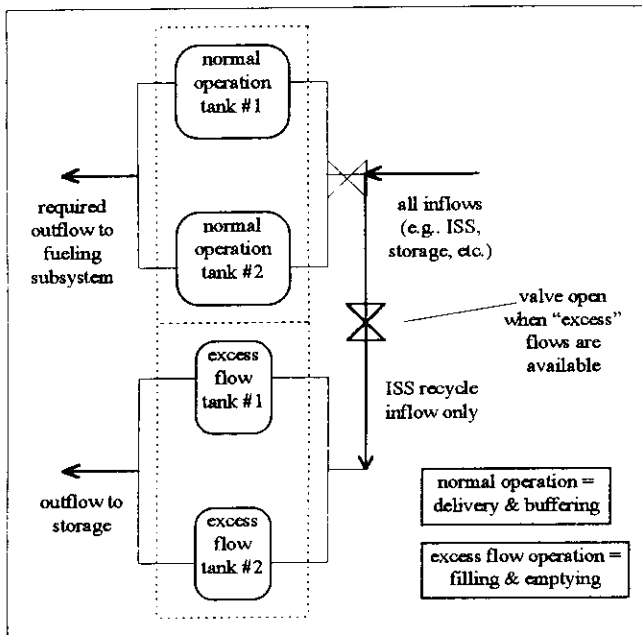 normal
operation
tank #1
required
outflow to
fueling
subsystem
normal
operation
tank #2
all inflows
(e.g.. ISS,
storage, etc.)
valve open
when "excess"
flows are
available
excess
flow
tank #1
ISS recycle
inflow only
outflow to
storage
excess
flow
tank #2
normal operation =
delivery & buffering
excess flow operation =
filling & emptying